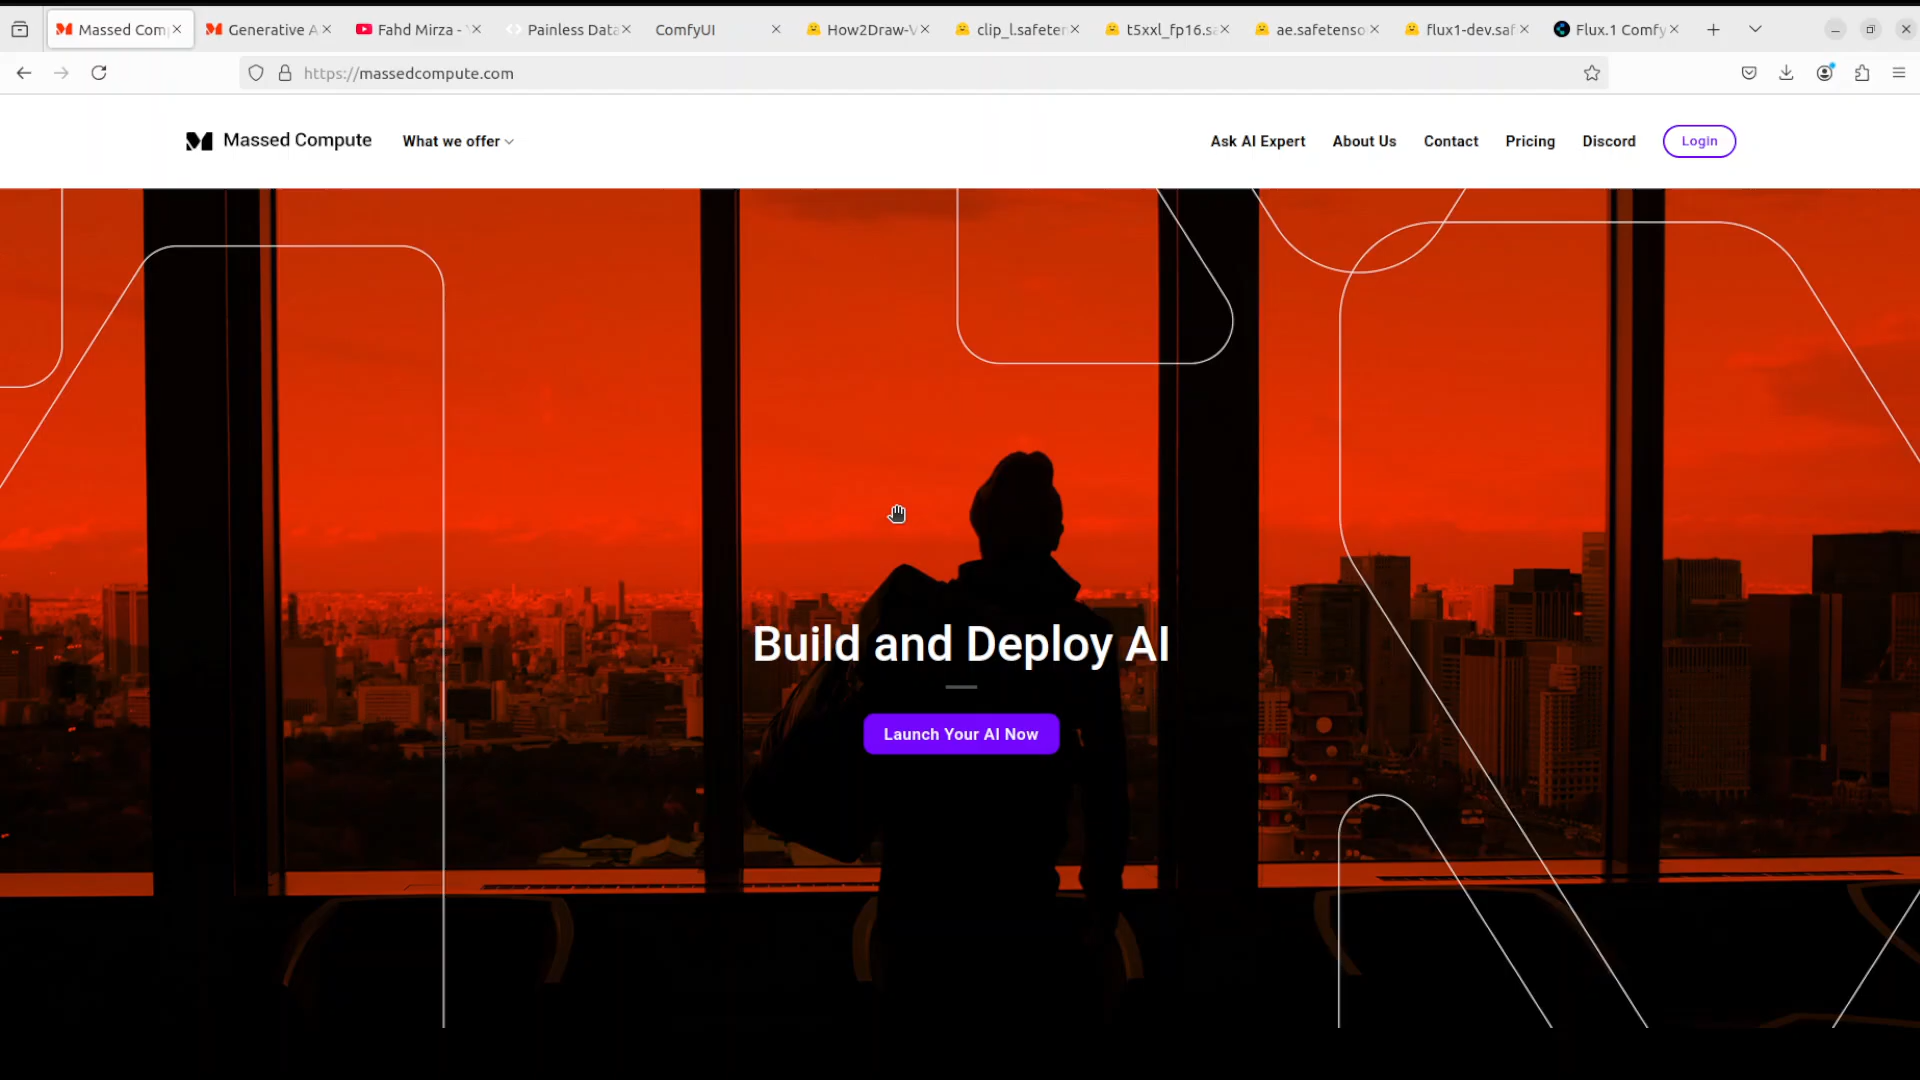 Massed Com
Generative A
Fahd Mirza - Y
Painless Data
ComfyUI
How2Draw-V
clip_l.safeten
t5xxl_fp16.sa
ae.safetenso
flux1-dev.saf
Flux.1 Comfy
https://massedcompute.com
Massed Compute
What we offer
Ask AI Expert
About Us
Contact
Pricing
Discord
Login
Build and Deploy AI
Launch Your AI Now